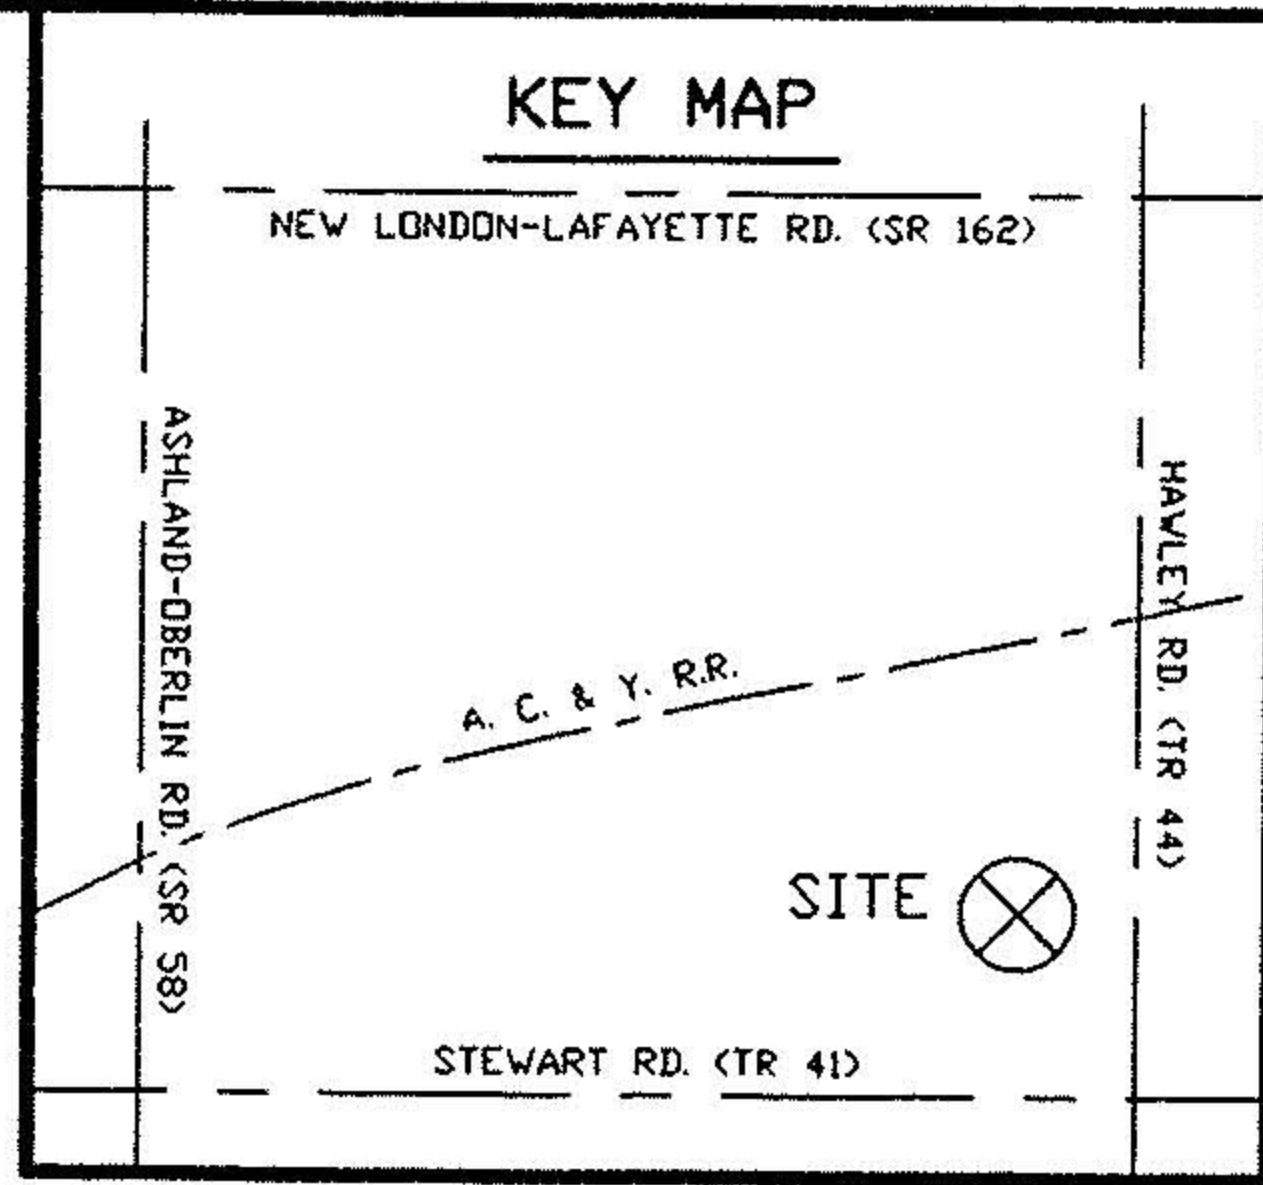 KEY MAP
NEW LONDON-LAFAYETTE RD. (SR 162)
ASHLAND-OBERLIN RD. (SR 58)
HAWLEY RD. (TR 44)
A. C. & Y. R.R.
SITE
STEWART RD. (TR 41)